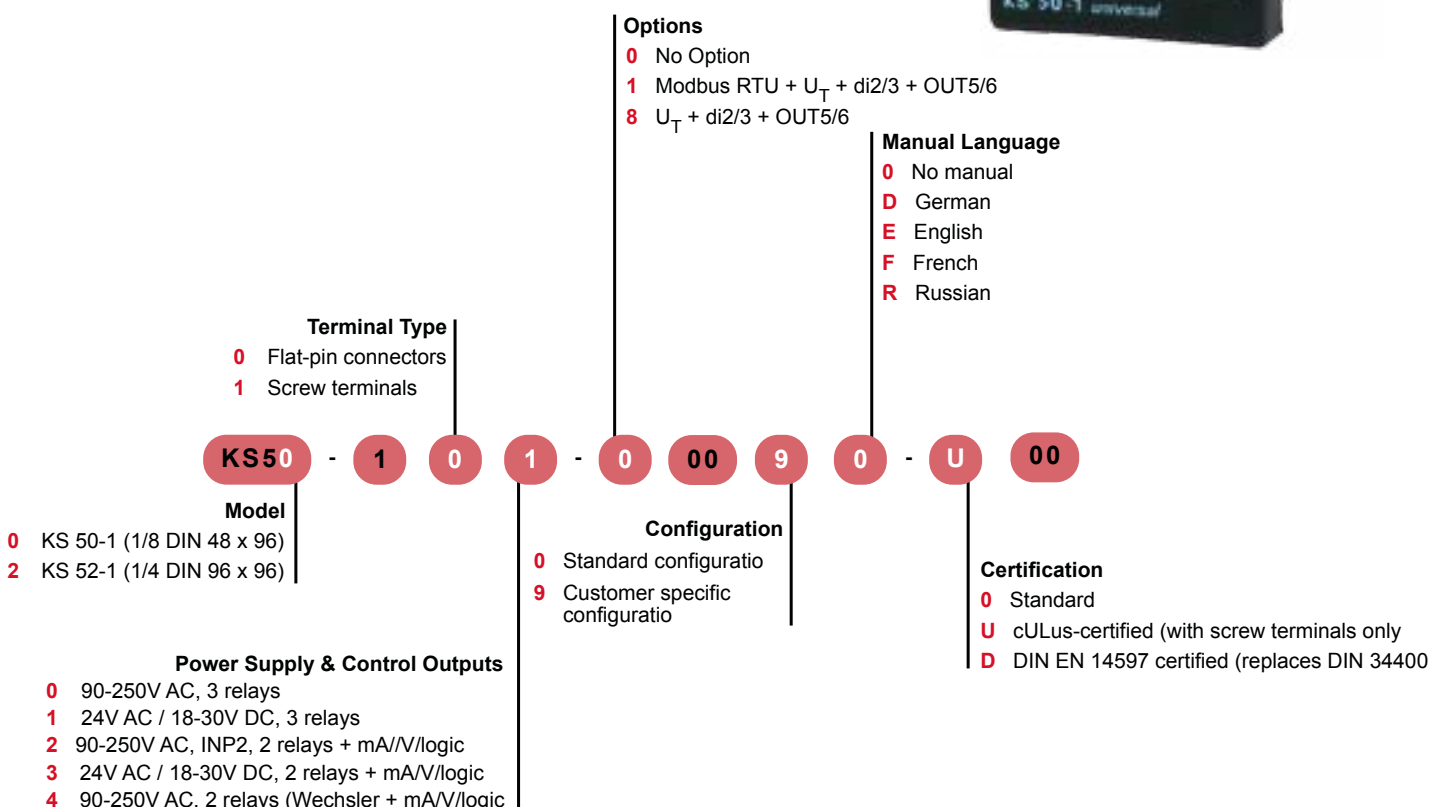 KS 50-1 universal
Options
0 No Option
1 Modbus RTU + U_T + di2/3 + OUT5/6
8 U_T + di2/3 + OUT5/6
Manual Language
0 No manual
D German
E English
F French
R Russian
Terminal Type
0 Flat-pin connectors
1 Screw terminals
KS50 - 1 0 1 - 0 00 9 0 - U 00
Model
0 KS 50-1 (1/8 DIN 48 x 96)
2 KS 52-1 (1/4 DIN 96 x 96)
Configuration
0 Standard configuratio
9 Customer specific
configuratio
Certification
0 Standard
U cULus-certified (with screw terminals only
D DIN EN 14597 certified (replaces DIN 34400
Power Supply & Control Outputs
0 90-250V AC, 3 relays
1 24V AC / 18-30V DC, 3 relays
2 90-250V AC, INP2, 2 relays + mA//V/logic
3 24V AC / 18-30V DC, 2 relays + mA/V/logic
4 90-250V AC, 2 relays (Wechsler + mA/V/logic